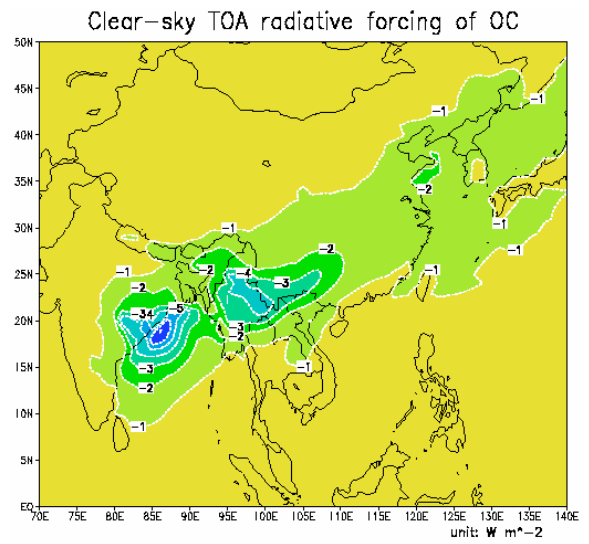 Clear-sky TOA radiative forcing of OC
50N
45N
40N
35N
30N
25N
20N
15N
10N
5N
EQ
-1
-1
-2
-1
-1
-1
-2
-2
-1
-4
-3
-1
-2
-34
-5
-3
-2
-3
-2
-1
-1
70E 75E 80E 85E 90E 95E 100E 105E 110E 115E 120E 125E 130E 135E 140E
unit: W m^-2